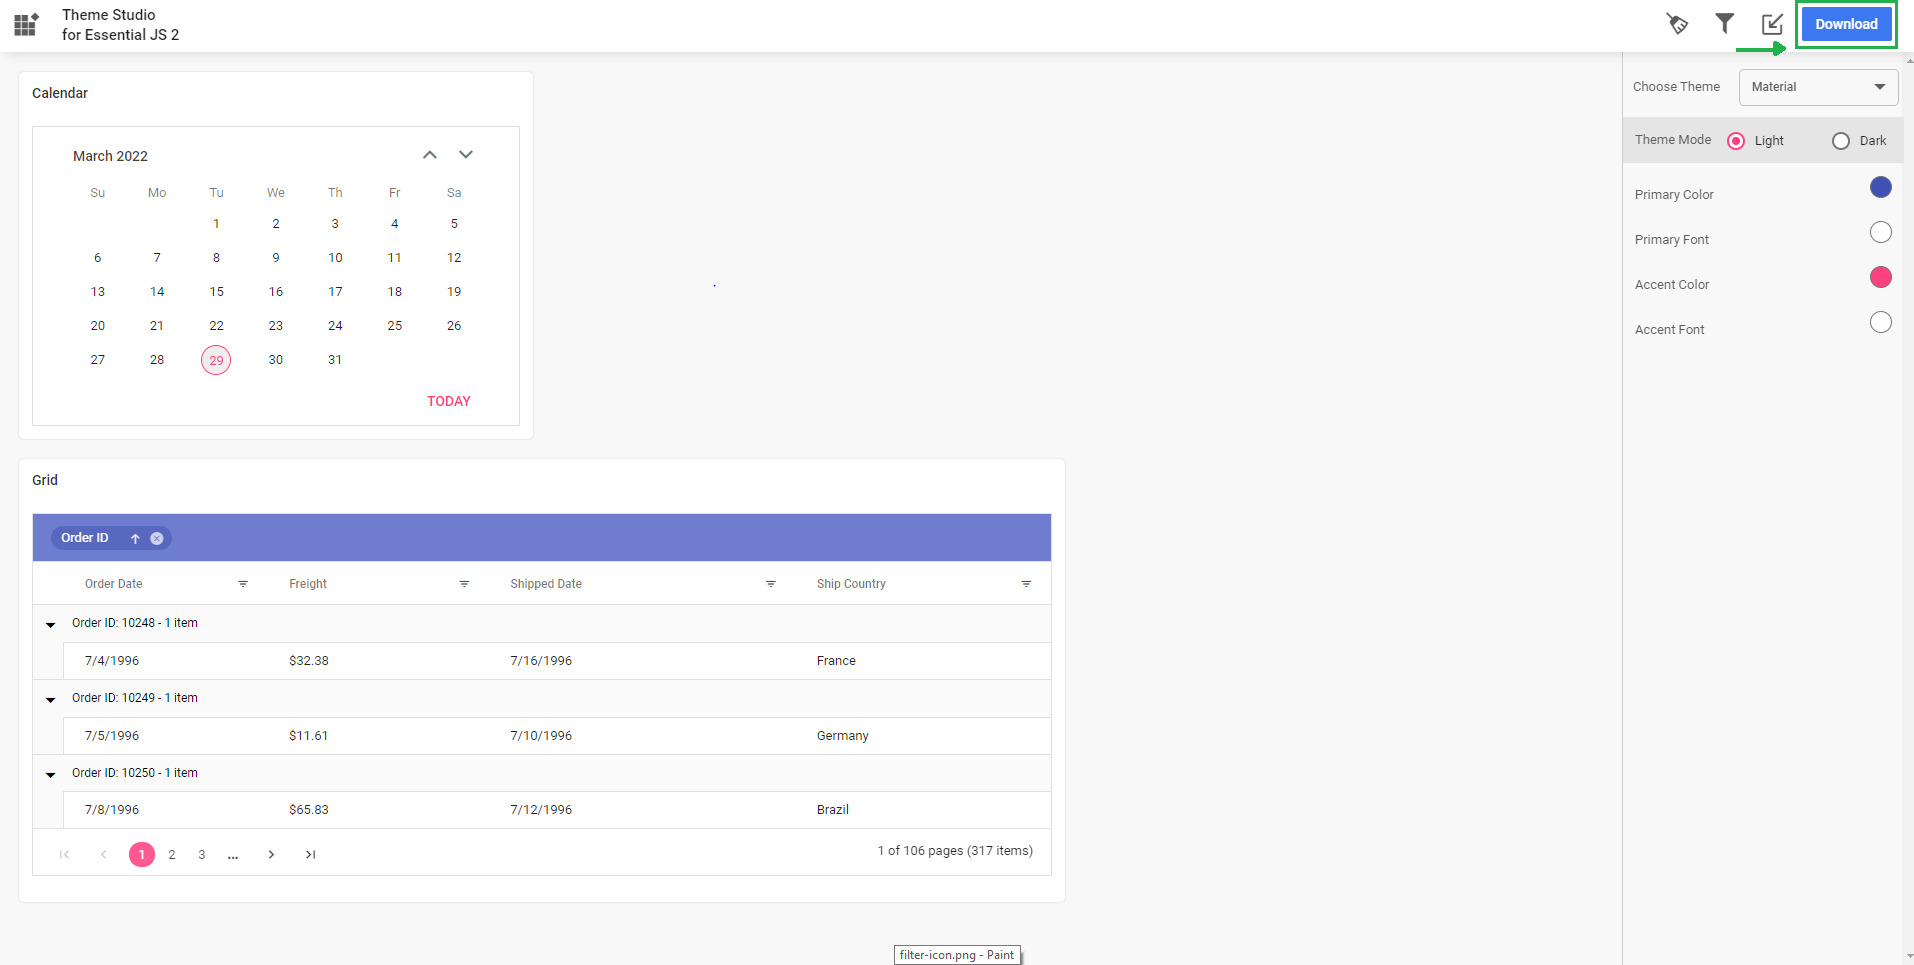 Theme Studio
for Essential JS 2
Download
Choose Theme
Material
Theme Mode
Light
Dark
Primary Color
Primary Font
Accent Color
Accent Font
Calendar
March 2022
Su Mo Tu We Th Fr Sa
1 2 3 4 5
6 7 8 9 10 11 12
13 14 15 16 17 18 19
20 21 22 23 24 25 26
27 28 29 30 31
TODAY
Grid
Order ID
Order Date Freight Shipped Date Ship Country
Order ID: 10248 - 1 item
7/4/1996 $32.38 7/16/1996 France
Order ID: 10249 - 1 item
7/5/1996 $11.61 7/10/1996 Germany
Order ID: 10250 - 1 item
7/8/1996 $65.83 7/12/1996 Brazil
1 2 3 ... 1 of 106 pages (317 items)
filter-icon.png - Paint